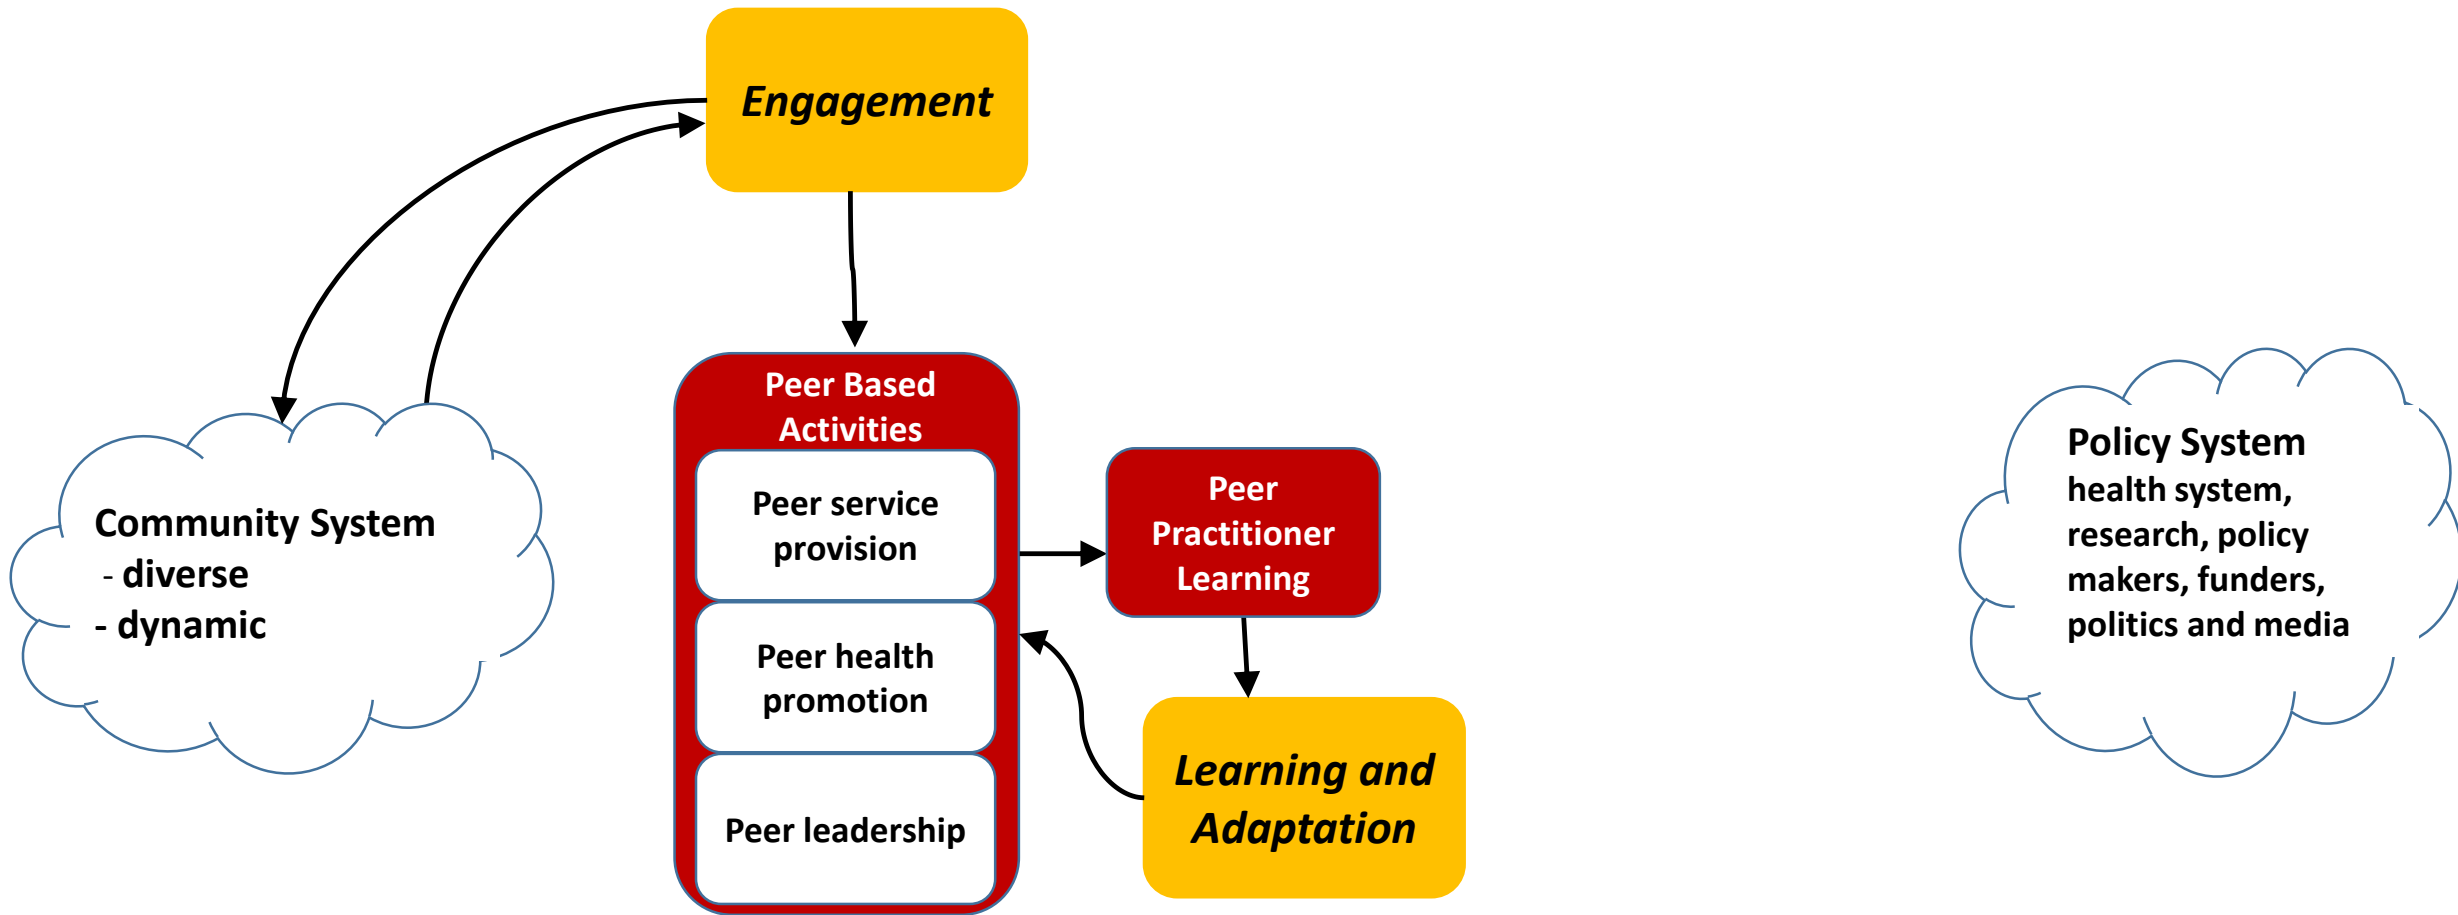 Engagement
Community System
- diverse
- dynamic
Peer Based
Activities
Peer service
provision
Peer health
promotion
Peer leadership
Peer
Practitioner
Learning
Learning and
Adaptation
Policy System
health system,
research, policy
makers, funders,
politics and media